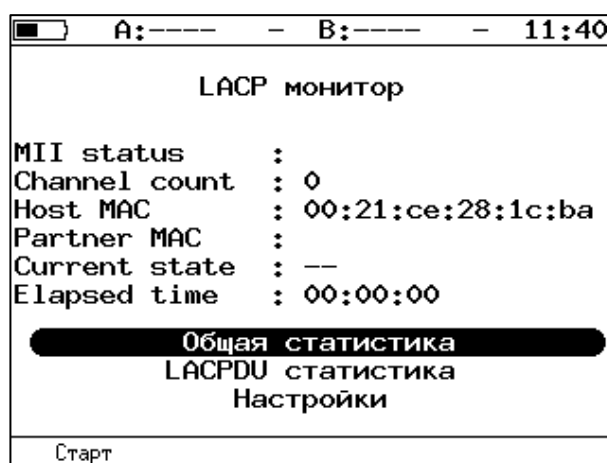 A:---- - B:---- - 11:40
LACP монитор
MII status :
Channel count : 0
Host MAC : 00:21:ce:28:1c:ba
Partner MAC :
Current state : --
Elapsed time : 00:00:00
Общая статистика
LACPDU статистика
Настройки
Старт